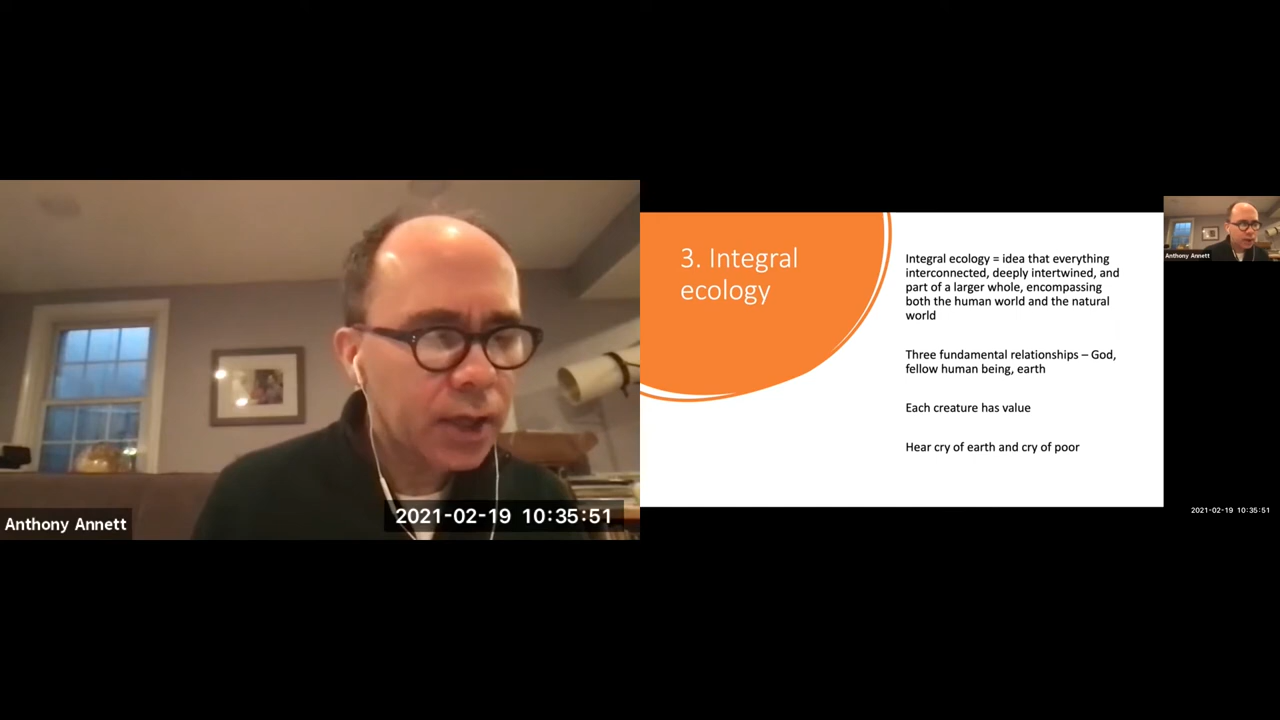 Anthony Annett
2021-02-19 10:35:51
3. Integral
ecology
Integral ecology = idea that everything
interconnected, deeply intertwined, and
part of a larger whole, encompassing
both the human world and the natural
world
Three fundamental relationships – God,
fellow human being, earth
Each creature has value
Hear cry of earth and cry of poor
Anthony Annett
2021-02-19 10:35:51